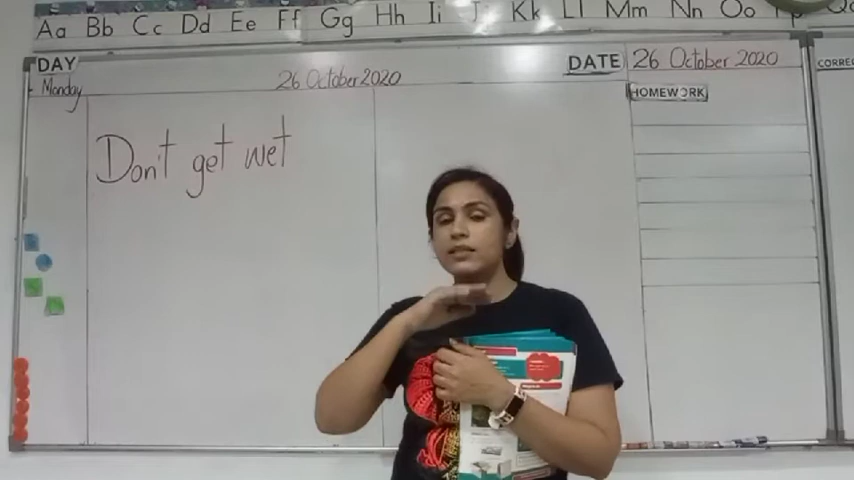 Aa Bb Cc Dd Ee Ff Gg Hh Ii Jj Kk Ll Mm Nn Oo Pp
DAY
26 October 2020
DATE
26 October 2020
Monday
HOMEWORK
Don't get wet